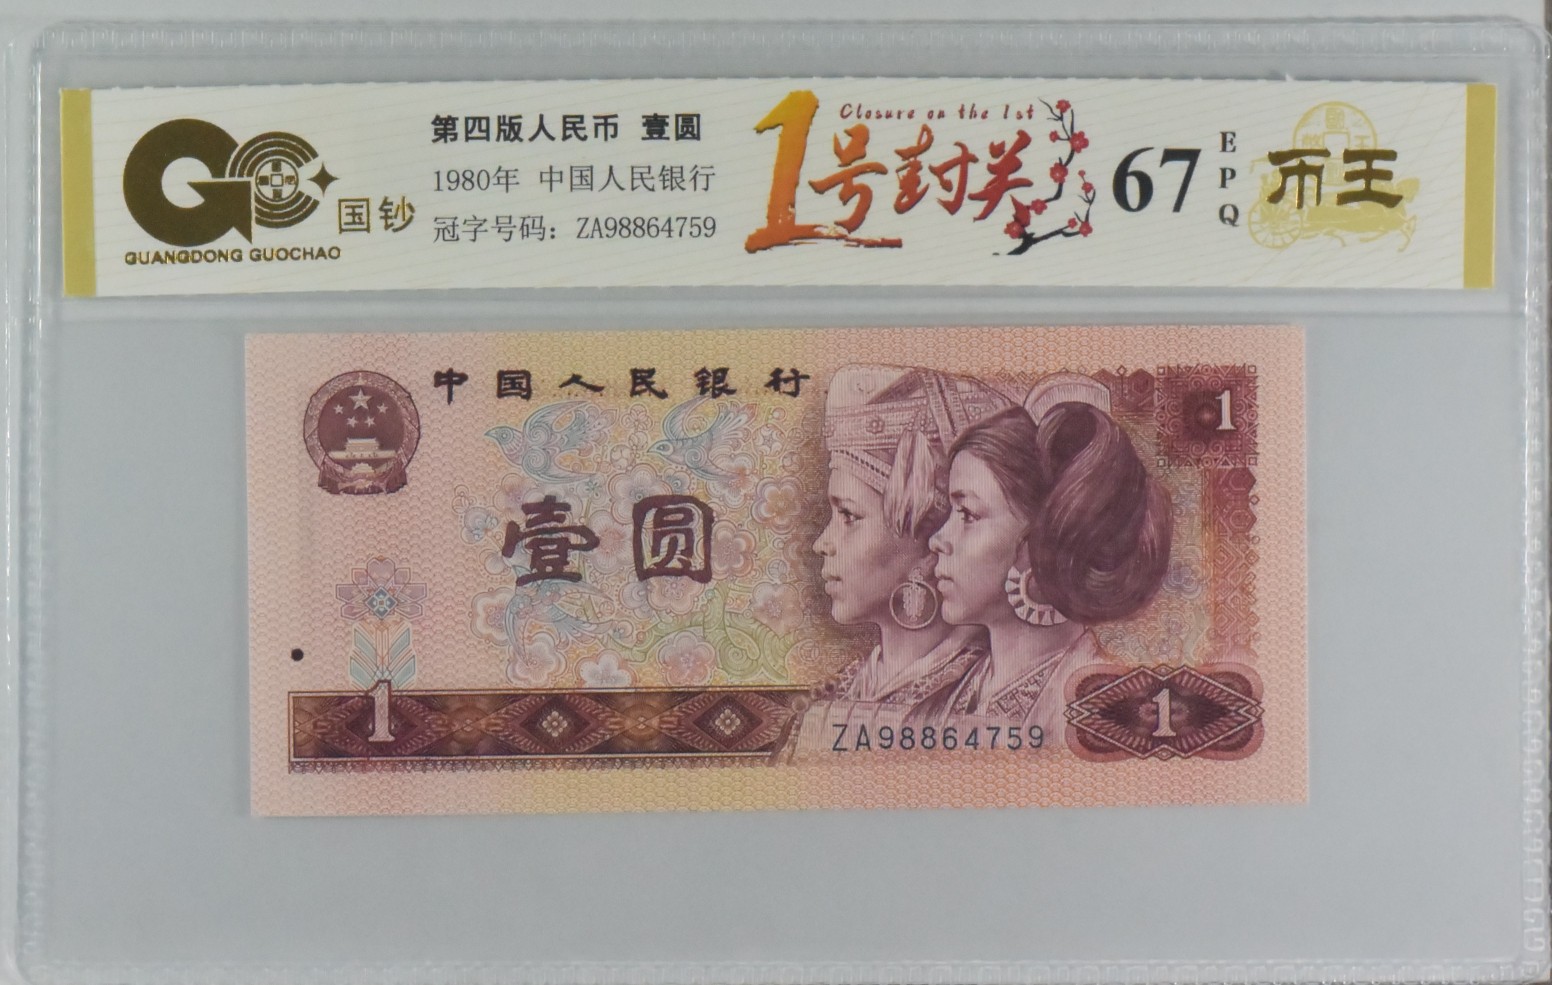 国钞
GUANGDONG GUOCHAO
第四版人民币 壹圆
1980年 中国人民银行
冠字号码：ZA98864759
Closure on the 1st
1号封关
67
EPQ
币王
中国人民银行
1
壹圆
1
ZA98864759
1